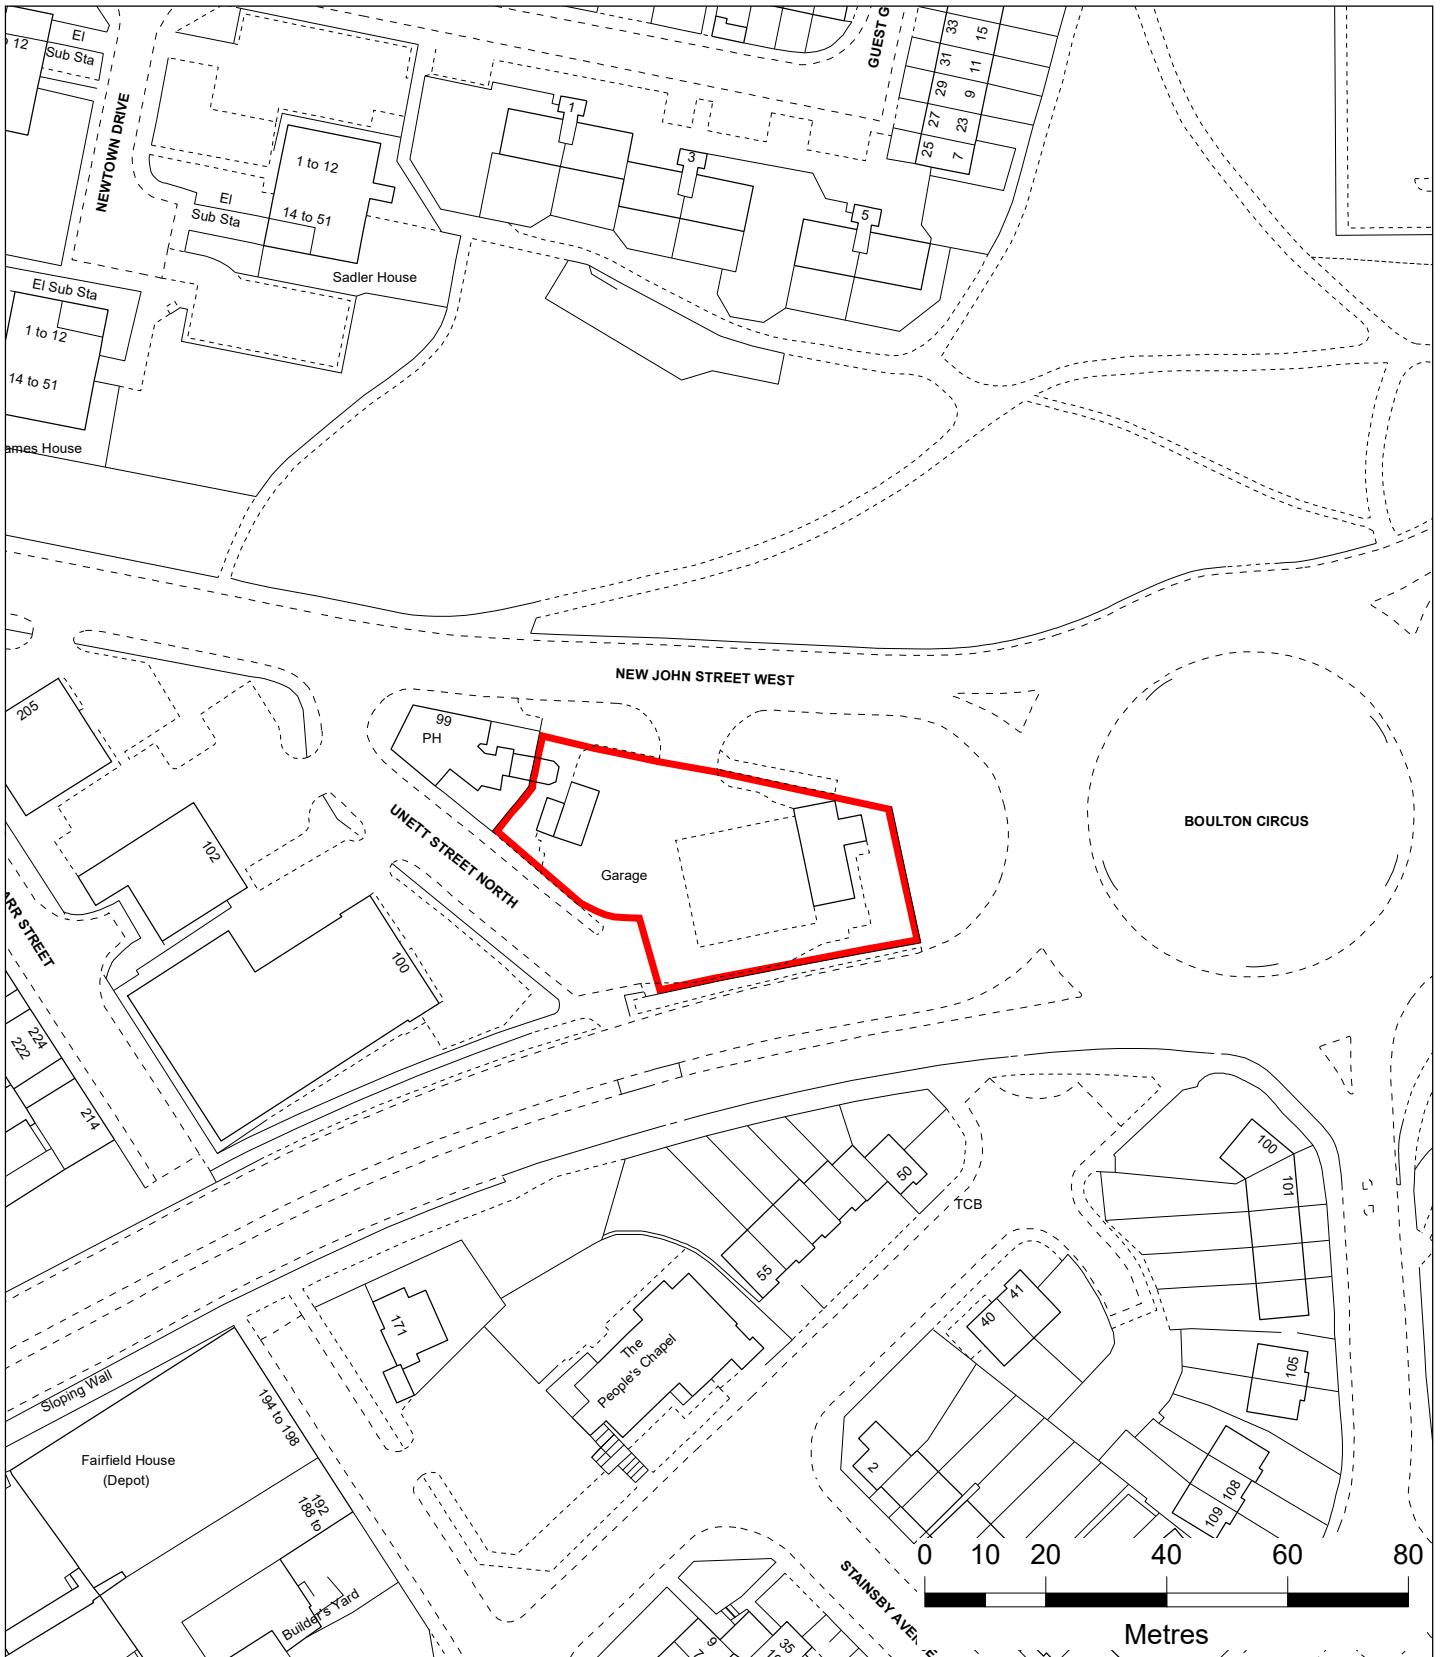 12
El
Sub Sta
NEWTOWN DRIVE
1 to 12
El
Sub Sta
14 to 51
Sadler House
1
3
5
GUEST G
33
15
31
11
29
9
27
23
25
7
El Sub Sta
1 to 12
14 to 51
ames House
NEW JOHN STREET WEST
205
99
PH
UNETT STREET NORTH
Garage
BOULTON CIRCUS
102
100
ARR STREET
224
222
214
50
55
TCB
100
101
171
The
People's Chapel
40
41
105
Sloping Wall
194 to 198
Fairfield House
(Depot)
192
188 to
2
108
109
Builder's Yard
STAINSBY AVENUE
9
7
35
0 10 20 40 60 80
Metres